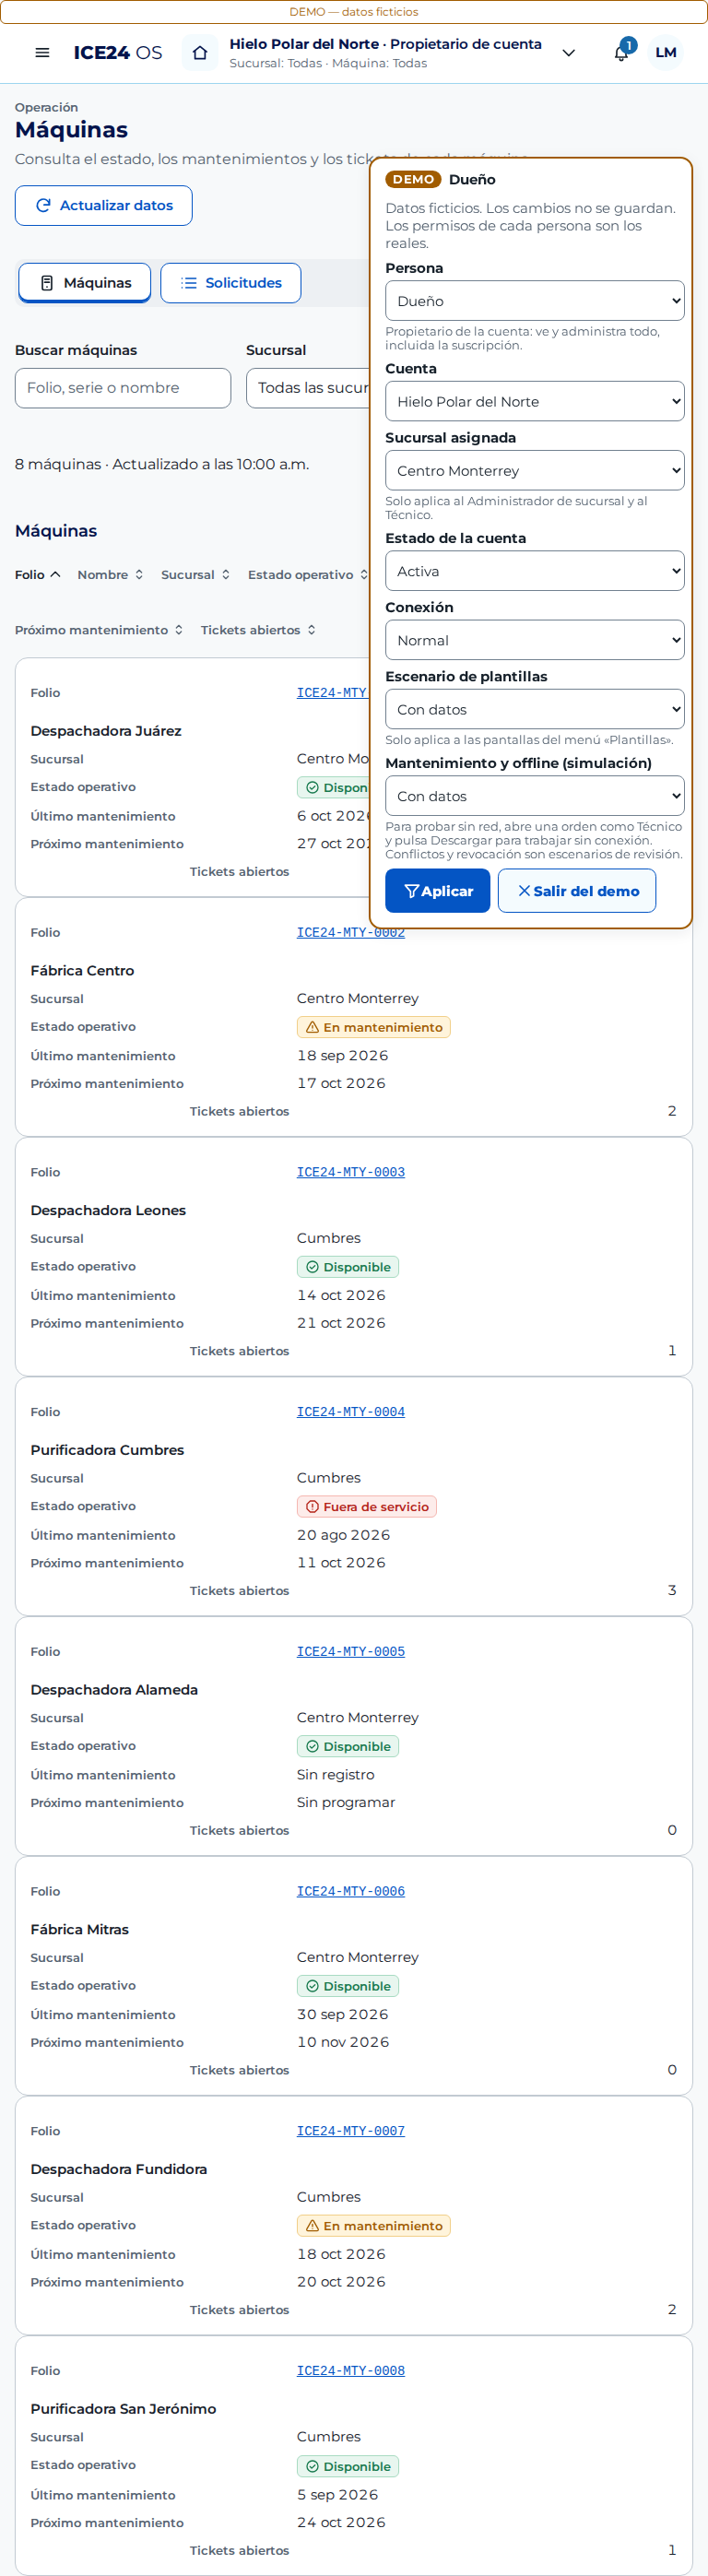 DEMO — datos ficticios
ICE24 OS
Hielo Polar del Norte · Propietario de cuenta
Sucursal: Todas · Máquina: Todas
1
LM
Operación
Máquinas
Consulta el estado, los mantenimientos y los
Actualizar datos
Máquinas
Solicitudes
Buscar máquinas
Sucursal
Folio, serie o nombre
Todas las
8 máquinas · Actualizado a las 10:00 a.m.
Máquinas
Folio
Nombre
Sucursal
Estado operativo
Próximo mantenimiento
Tickets abiertos
DEMO Dueño
Datos ficticios. Los cambios no se guardan.
Los permisos de cada persona son los
reales.
Persona
Dueño
Propietario de la cuenta: ve y administra todo,
incluida la suscripción.
Cuenta
Hielo Polar del Norte
Sucursal asignada
Centro Monterrey
Solo aplica al Administrador de sucursal y al
Técnico.
Estado de la cuenta
Activa
Conexión
Normal
Escenario de plantillas
Con datos
Solo aplica a las pantallas del menú «Plantillas».
Mantenimiento y offline (simulación)
Con datos
Para probar sin red, abre una orden como Técnico
y pulsa Descargar para trabajar sin conexión.
Conflictos y revocación son escenarios de revisión.
Aplicar
Salir del demo
Folio
ICE24-MTY-
Despachadora Juárez
Sucursal
Centro
Estado operativo
Último mantenimiento
6 oct 2026
Próximo mantenimiento
27 oct
Tickets abiertos
Folio
ICE24-MTY-0002
Fábrica Centro
Sucursal
Centro Monterrey
Estado operativo
En mantenimiento
Último mantenimiento
18 sep 2026
Próximo mantenimiento
17 oct 2026
Tickets abiertos
2
Folio
ICE24-MTY-0003
Despachadora Leones
Sucursal
Cumbres
Estado operativo
Disponible
Último mantenimiento
14 oct 2026
Próximo mantenimiento
21 oct 2026
Tickets abiertos
1
Folio
ICE24-MTY-0004
Purificadora Cumbres
Sucursal
Cumbres
Estado operativo
Fuera de servicio
Último mantenimiento
20 ago 2026
Próximo mantenimiento
11 oct 2026
Tickets abiertos
3
Folio
ICE24-MTY-0005
Despachadora Alameda
Sucursal
Centro Monterrey
Estado operativo
Disponible
Último mantenimiento
Sin registro
Próximo mantenimiento
Sin programar
Tickets abiertos
0
Folio
ICE24-MTY-0006
Fábrica Mitras
Sucursal
Centro Monterrey
Estado operativo
Disponible
Último mantenimiento
30 sep 2026
Próximo mantenimiento
10 nov 2026
Tickets abiertos
0
Folio
ICE24-MTY-0007
Despachadora Fundidora
Sucursal
Cumbres
Estado operativo
En mantenimiento
Último mantenimiento
18 oct 2026
Próximo mantenimiento
20 oct 2026
Tickets abiertos
2
Folio
ICE24-MTY-0008
Purificadora San Jerónimo
Sucursal
Cumbres
Estado operativo
Disponible
Último mantenimiento
5 sep 2026
Próximo mantenimiento
24 oct 2026
Tickets abiertos
1